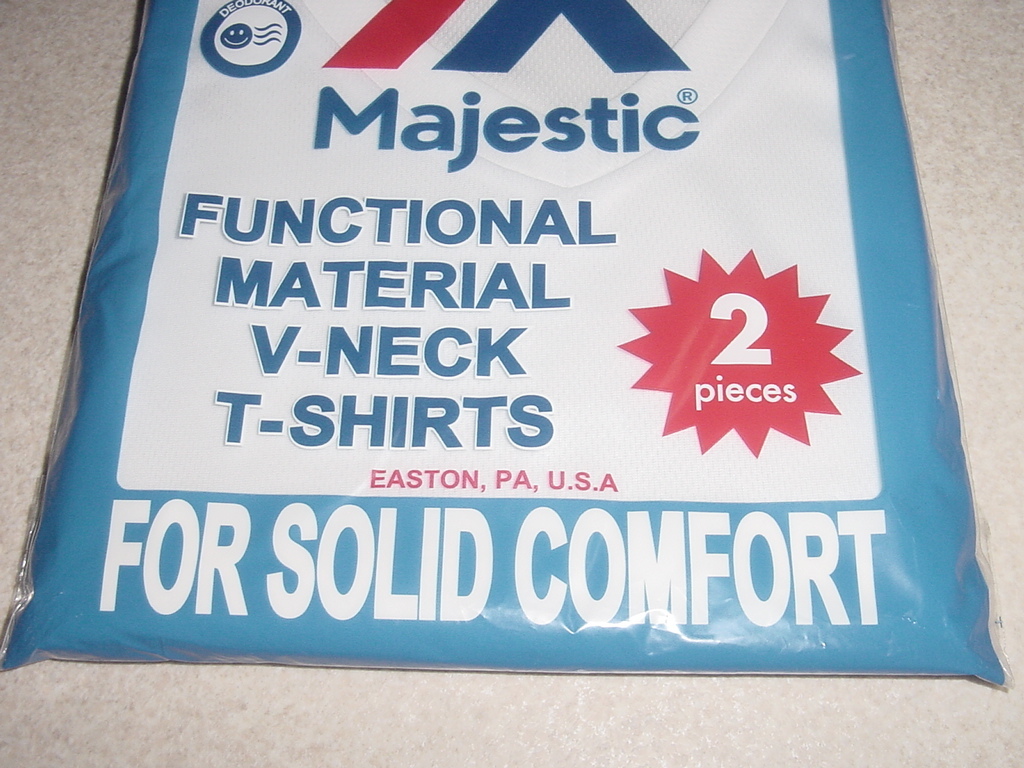 DEODORANT
Majestic®
FUNCTIONAL
MATERIAL
V-NECK
T-SHIRTS
2
pieces
EASTON, PA, U.S.A
FOR SOLID COMFORT